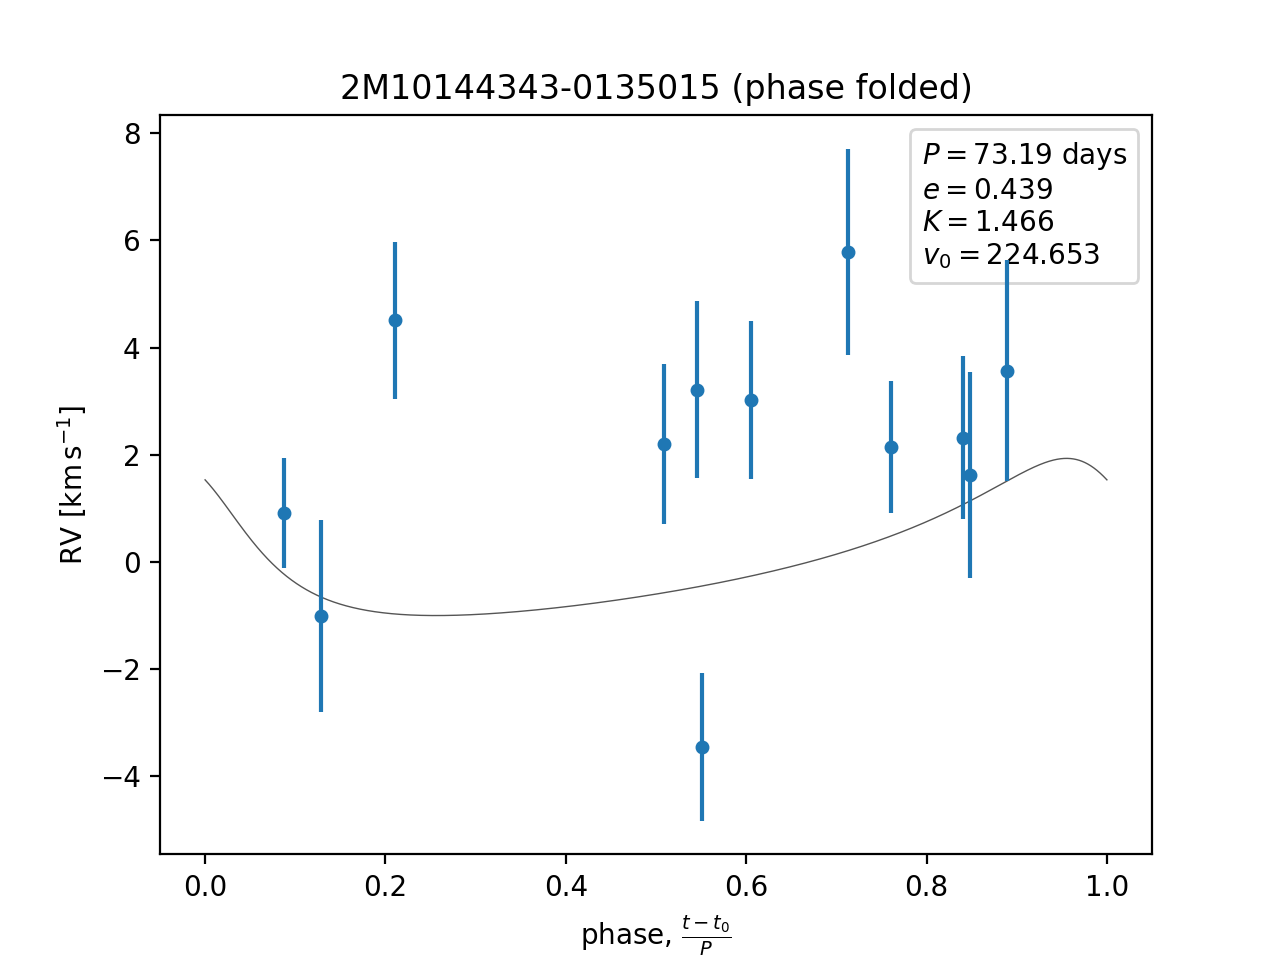 2M10144343-0135015 (phase folded)
P = 73.19 days
e = 0.439
K = 1.466
v₀ = 224.653
RV [km s⁻¹]
8
6
4
2
0
−2
−4
0.0 0.2 0.4 0.6 0.8 1.0
phase, (t − t₀)/P